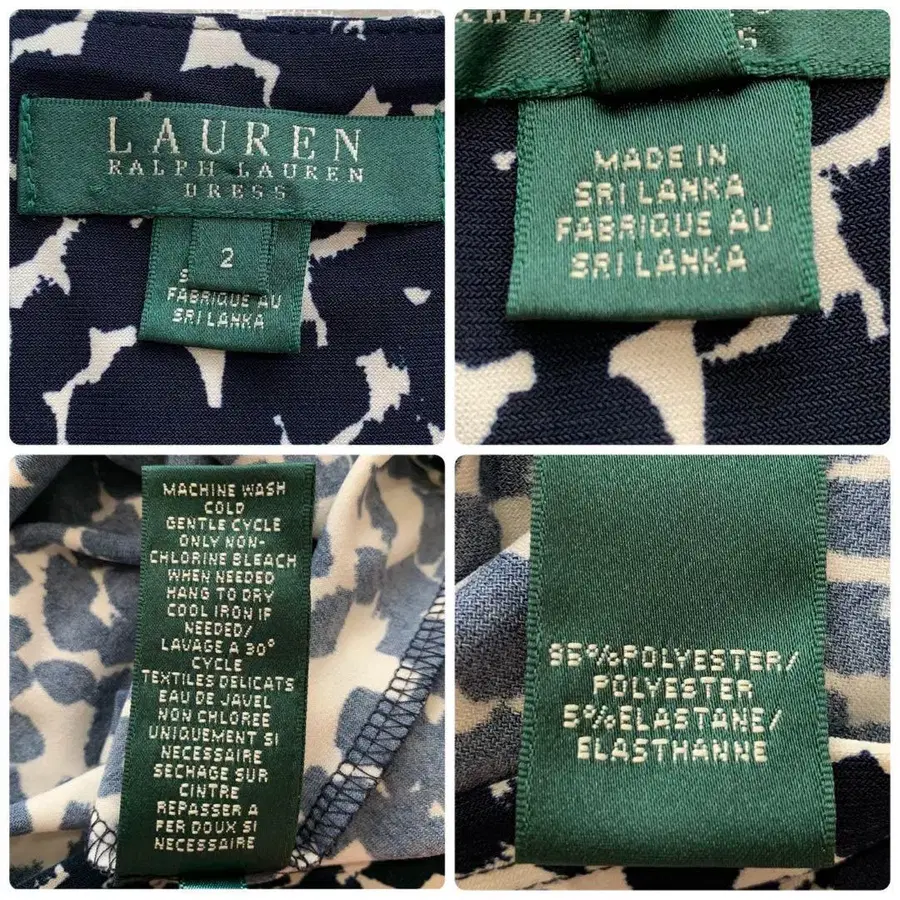 LAUREN
RALPH LAUREN
DRESS
2
S
FABRIQUE AU
SRI LANKA
S
MADE IN
SRI LANKA
FABRIQUE AU
SRI LANKA
MACHINE WASH
COLD
GENTLE CYCLE
ONLY NON-
CHLORINE BLEACH
WHEN NEEDED
HANG TO DRY
COOL IRON IF
NEEDED/
LAVAGE A 30°
CYCLE
TEXTILES DELICATS
EAU DE JAVEL
NON CHLOREE
UNIQUEMENT SI
NECESSAIRE
SECHAGE SUR
CINTRE
REPASSER A
FER DOUX SI
NECESSAIRE
95%POLYESTER/
POLYESTER
5%ELASTANE/
ELASTHANNE